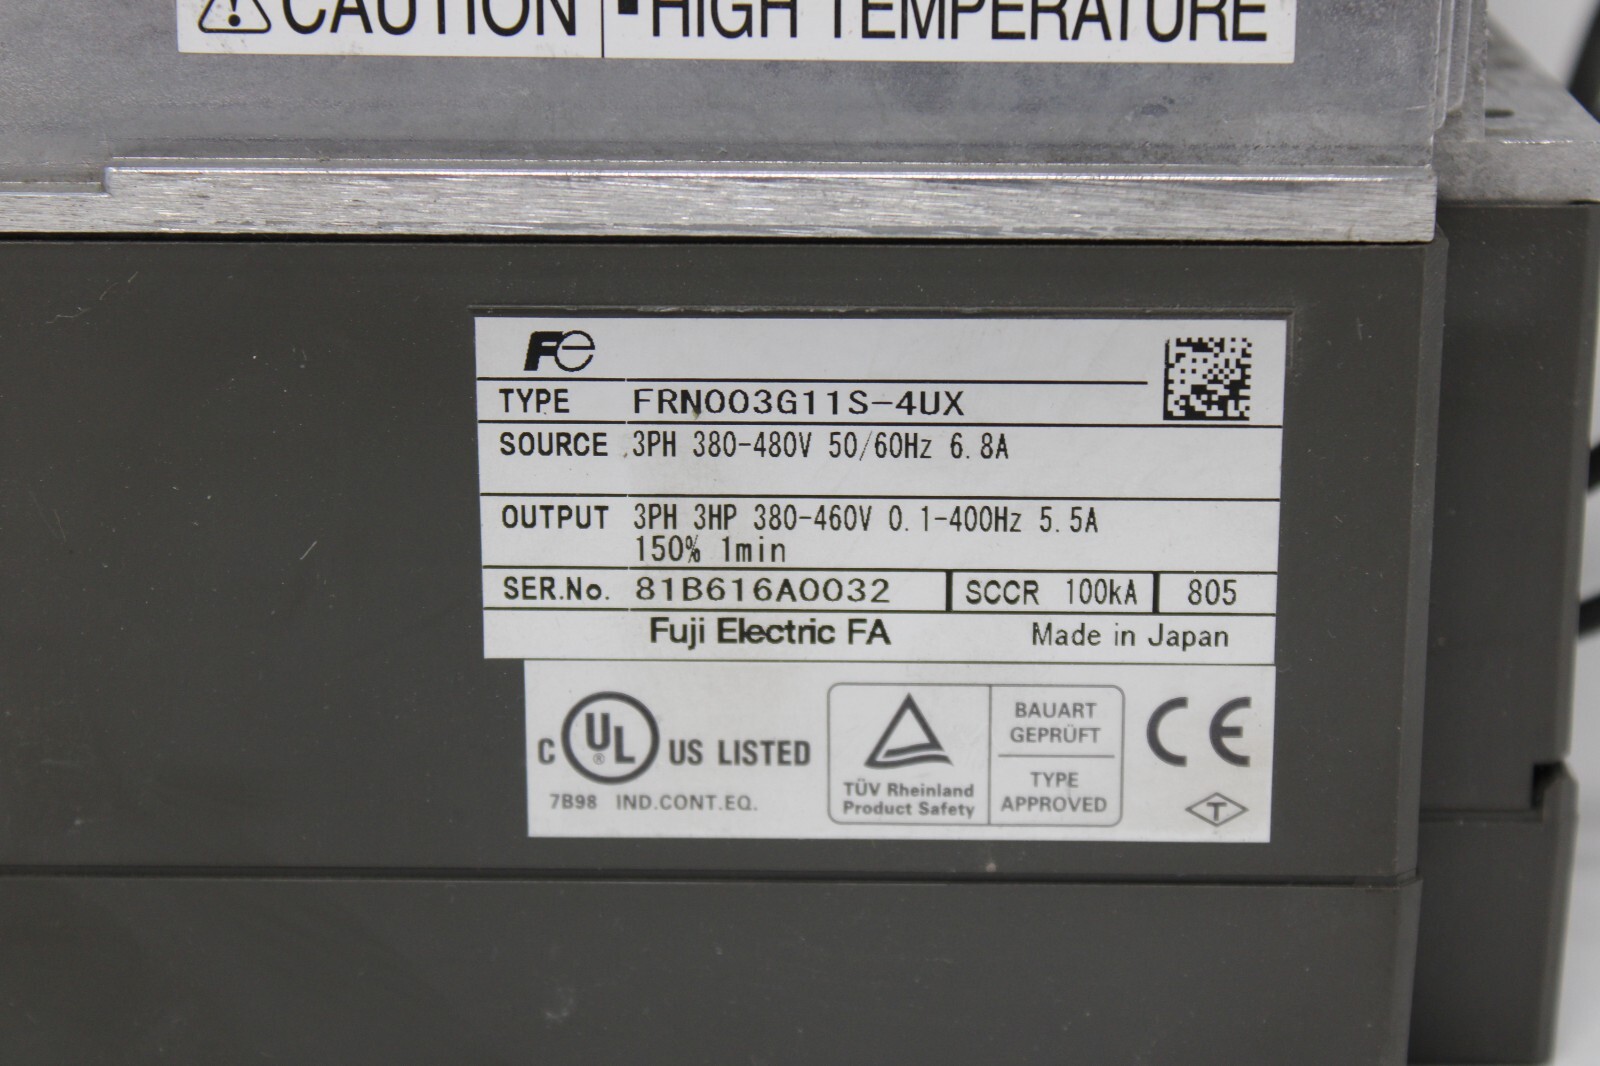 CAUTION ▪HIGH TEMPERATURE
Fe
TYPE FRN003G11S-4UX
SOURCE 3PH 380-480V 50/60Hz 6.8A
OUTPUT 3PH 3HP 380-460V 0.1-400Hz 5.5A
150% 1min
SER.No. 81B616A0032 SCCR 100kA 805
Fuji Electric FA Made in Japan
C UL ® US LISTED
7B98 IND.CONT.EQ.
TÜV Rheinland
Product Safety
BAUART
GEPRÜFT
TYPE
APPROVED
CE
T